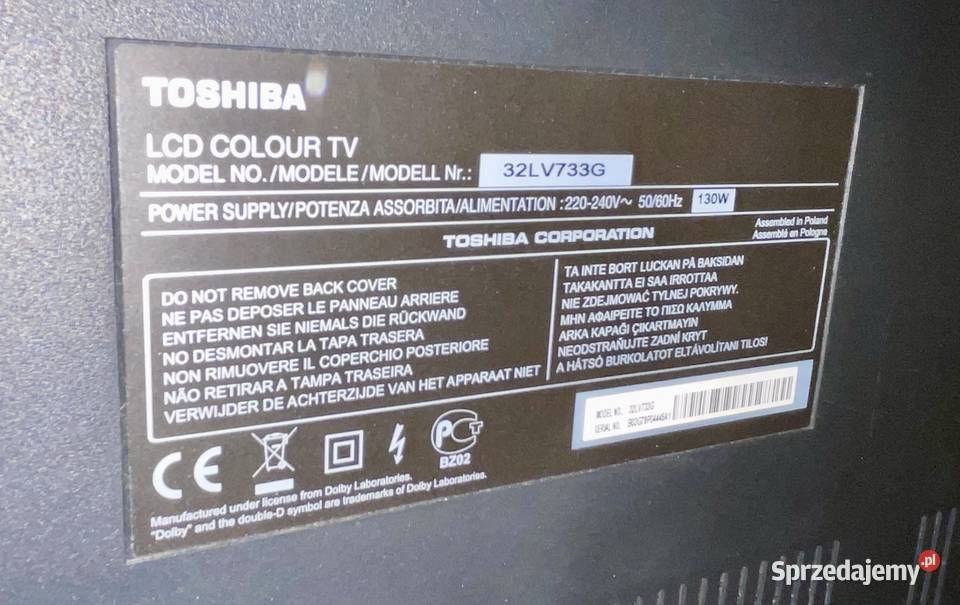 TOSHIBA
LCD COLOUR TV
MODEL NO./MODELE/MODELL Nr.: 32LV733G
POWER SUPPLY/POTENZA ASSORBITA/ALIMENTATION :220-240V~ 50/60Hz 130W
Assembled in Poland
Assemblé en Pologne
TOSHIBA CORPORATION
DO NOT REMOVE BACK COVER
NE PAS DEPOSER LE PANNEAU ARRIERE
ENTFERNEN SIE NIEMALS DIE RÜCKWAND
NO DESMONTAR LA TAPA TRASERA
NON RIMUOVERE IL COPERCHIO POSTERIORE
NÃO RETIRAR A TAMPA TRASEIRA
VERWIJDER DE ACHTERZIJDE VAN HET APPARAAT NIET
TA INTE BORT LUCKAN PÅ BAKSIDAN
TAKAKANTTA EI SAA IRROTTAA
NIE ZDEJMOWAĆ TYLNEJ POKRYWY.
ΜΗΝ ΑΦΑΙΡΕΙΤΕ ΤΟ ΠΙΣΩ ΚΑΛΥΜΜΑ
ARKA KAPAĞI ÇIKARTMAYIN
NEODSTRAŇUJTE ZADNÍ KRYT
A HÁTSÓ BURKOLATOT ELTÁVOLÍTANI TILOS!
MODEL NO.: 32LV733G
SERIAL NO.
CE
PCT
BZ02
Manufactured under license from Dolby Laboratories.
"Dolby" and the double-D symbol are trademarks of Dolby Laboratories.
Sprzedajemy.pl